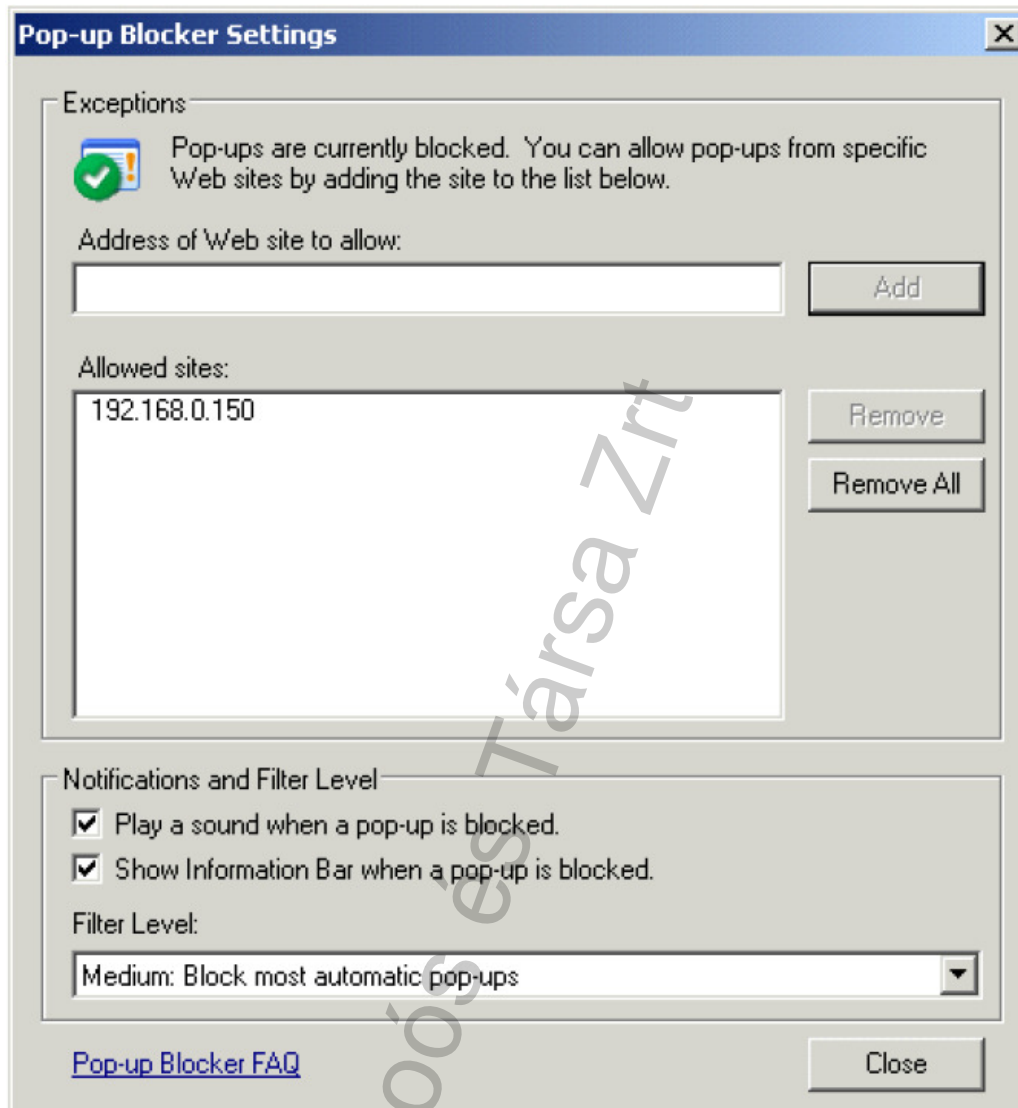 Pop-up Blocker Settings
Exceptions
Pop-ups are currently blocked. You can allow pop-ups from specific
Web sites by adding the site to the list below.
Address of Web site to allow:
Add
Allowed sites:
192.168.0.150
Remove
Remove All
Notifications and Filter Level
Play a sound when a pop-up is blocked.
Show Information Bar when a pop-up is blocked.
Filter Level:
Medium: Block most automatic pop-ups
Pop-up Blocker FAQ
Close
és Társa Zrt